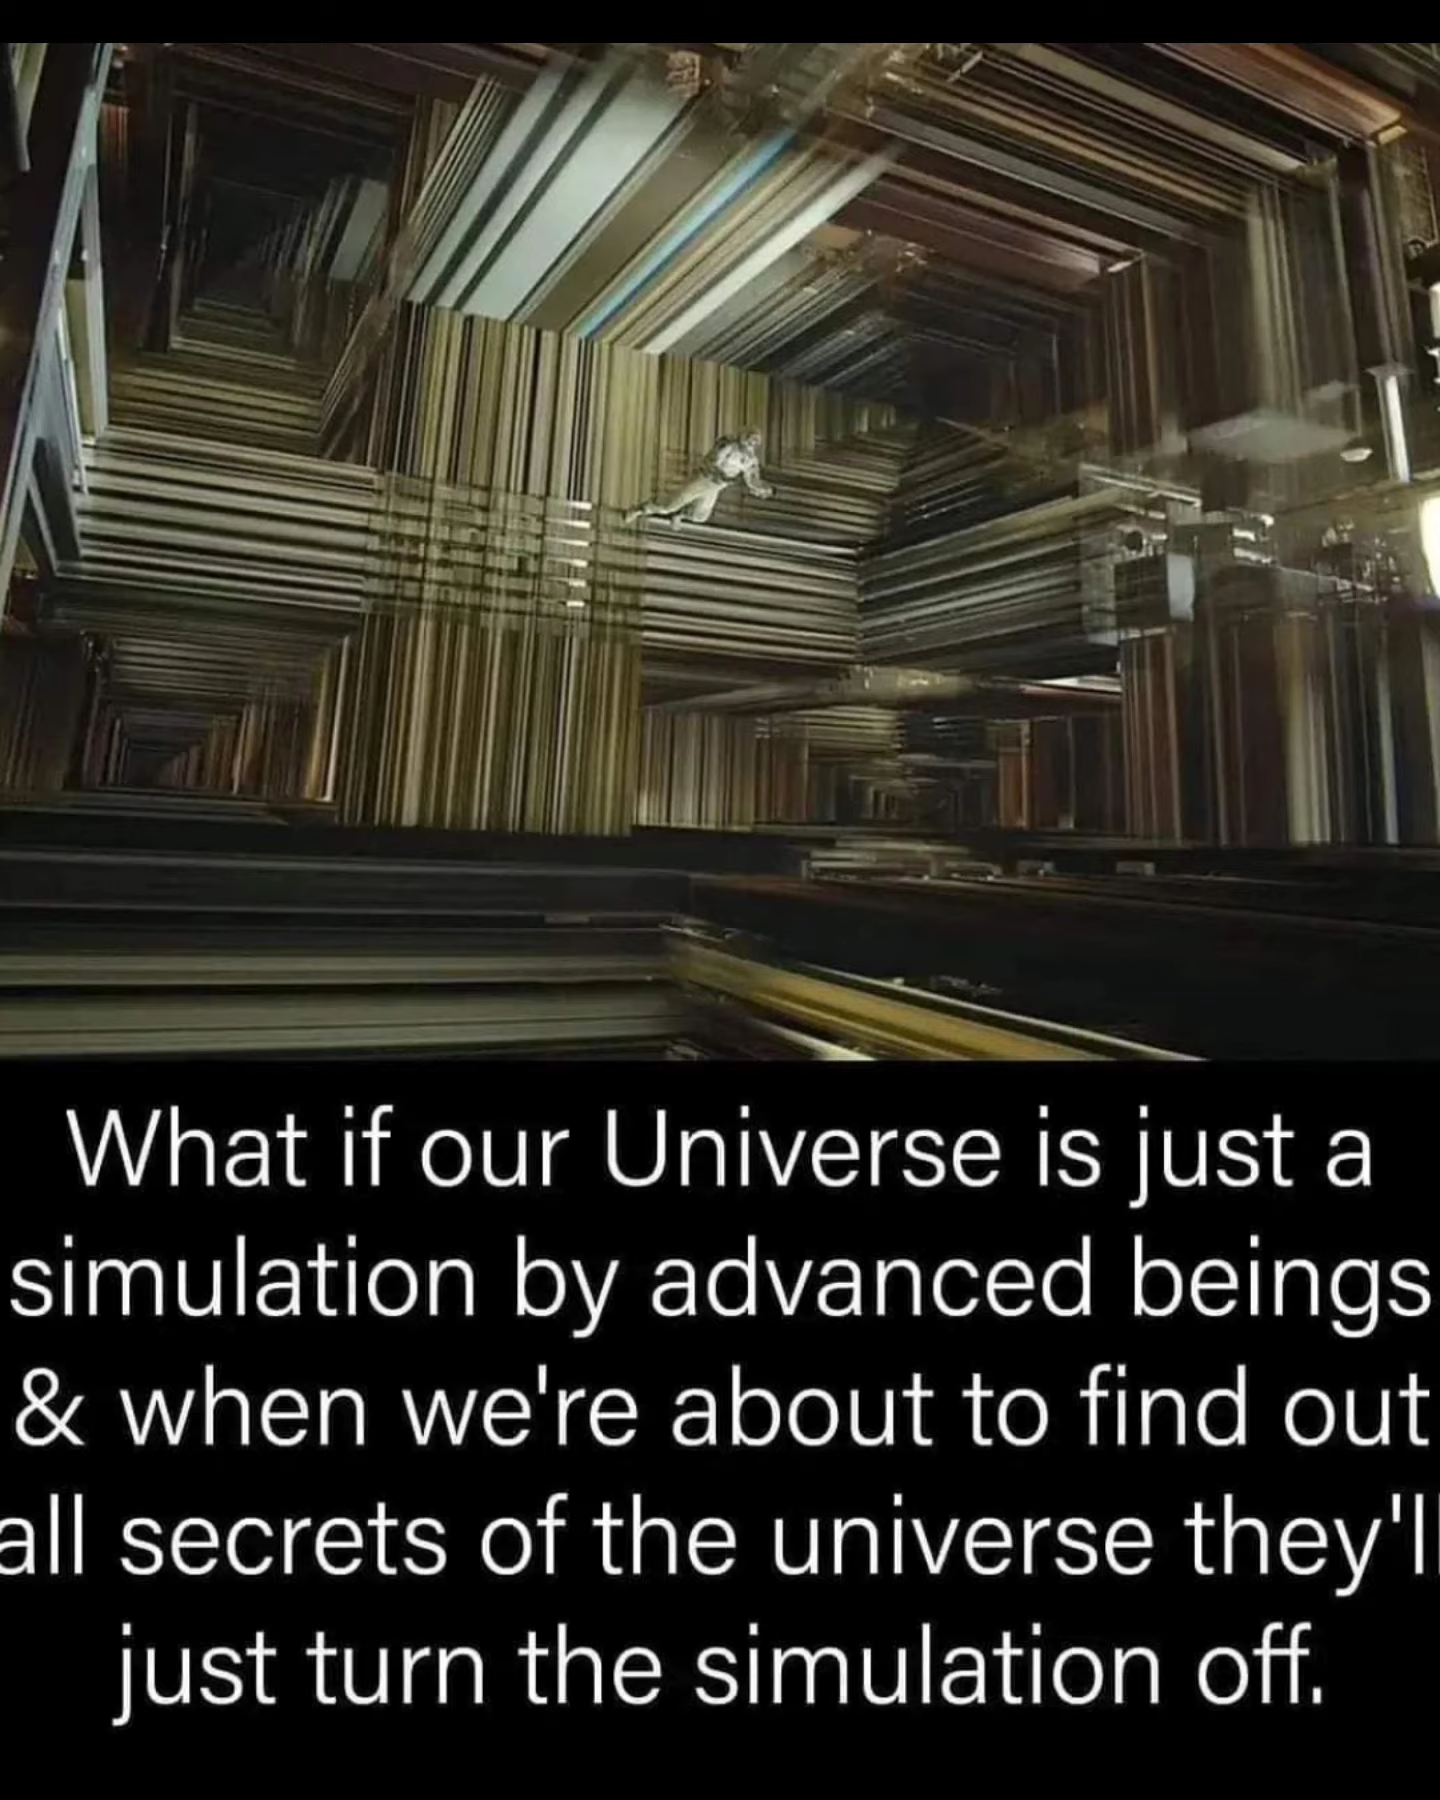 What if our Universe is just a
simulation by advanced beings
& when we're about to find out
all secrets of the universe they'll
just turn the simulation off.